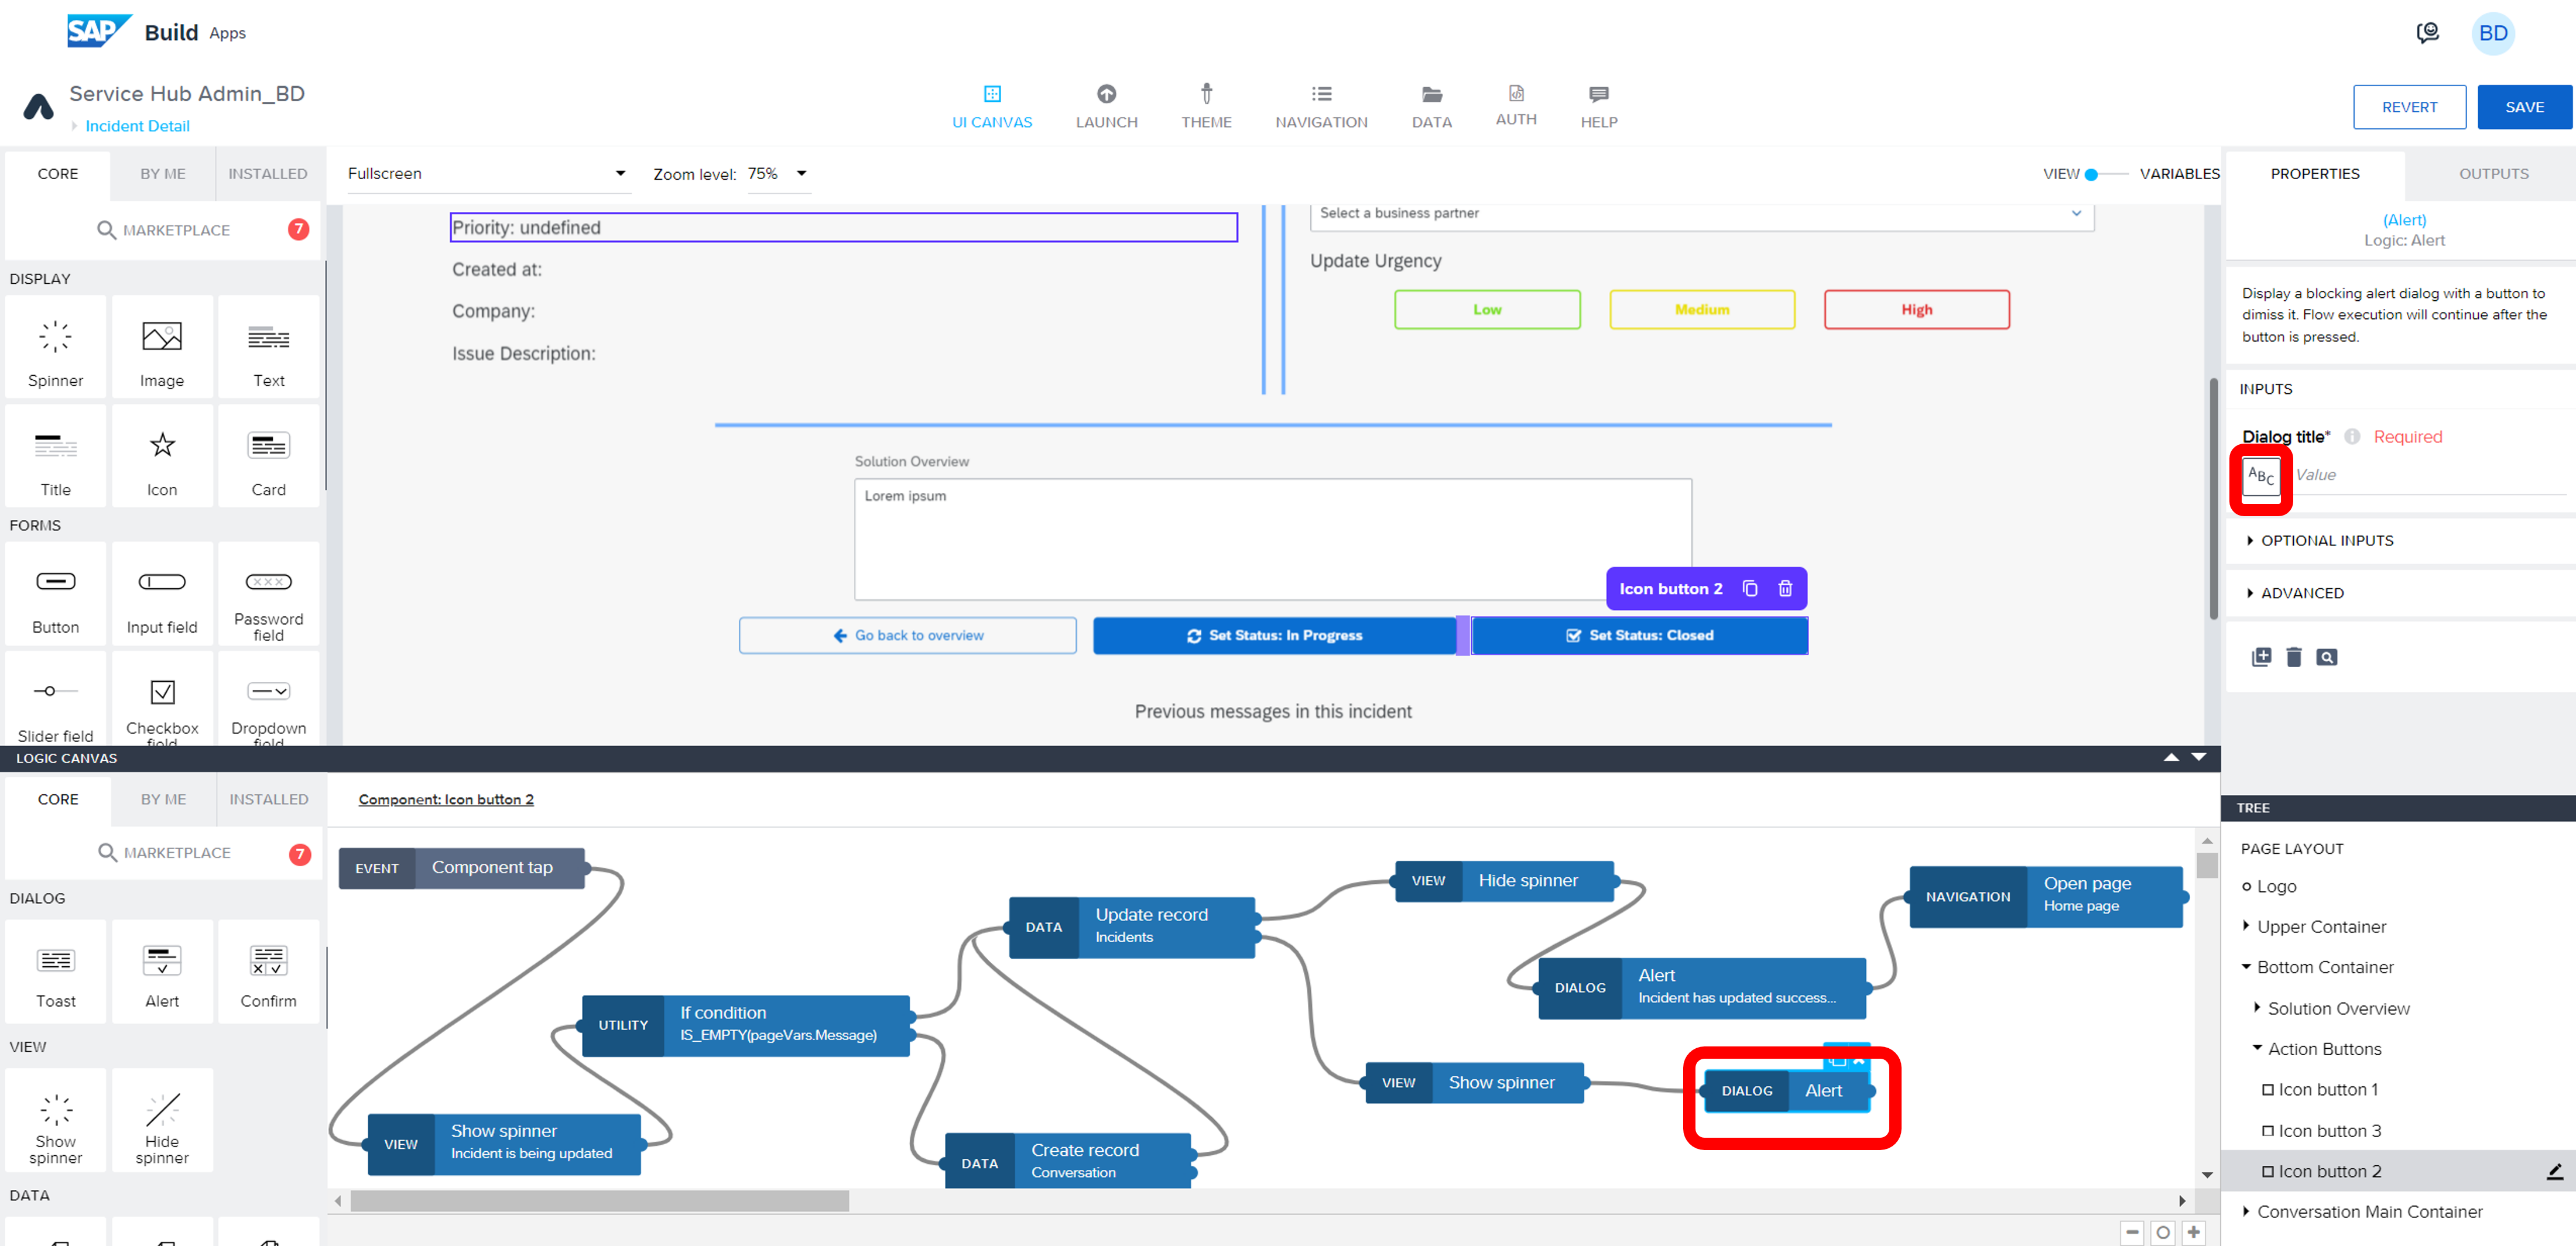 SAP Build Apps
BD
Service Hub Admin_BD
Incident Detail
UI CANVAS
LAUNCH
THEME
NAVIGATION
DATA
AUTH
HELP
REVERT
SAVE
CORE
BY ME
INSTALLED
MARKETPLACE
7
DISPLAY
Spinner
Image
Text
Title
Icon
Card
FORMS
Button
Input field
Password
field
Slider field
Checkbox
field
Dropdown
field
Fullscreen
Zoom level: 75%
VIEW
VARIABLES
Priority: undefined
Created at:
Company:
Issue Description:
Select a business partner
Update Urgency
Low
Medium
High
Solution Overview
Lorem ipsum
Icon button 2
Go back to overview
Set Status: In Progress
Set Status: Closed
Previous messages in this incident
PROPERTIES
OUTPUTS
(Alert)
Logic: Alert
Display a blocking alert dialog with a button to
dimiss it. Flow execution will continue after the
button is pressed.
INPUTS
Dialog title* Required
ABC Value
OPTIONAL INPUTS
ADVANCED
LOGIC CANVAS
CORE
BY ME
INSTALLED
MARKETPLACE
7
DIALOG
Toast
Alert
Confirm
VIEW
Show
spinner
Hide
spinner
DATA
Component: Icon button 2
EVENT Component tap
VIEW Show spinner
Incident is being updated
UTILITY If condition
IS_EMPTY(pageVars.Message)
DATA Update record
Incidents
DATA Create record
Conversation
VIEW Hide spinner
DIALOG Alert
Incident has updated success...
NAVIGATION Open page
Home page
VIEW Show spinner
DIALOG Alert
TREE
PAGE LAYOUT
Logo
Upper Container
Bottom Container
Solution Overview
Action Buttons
Icon button 1
Icon button 3
Icon button 2
Conversation Main Container